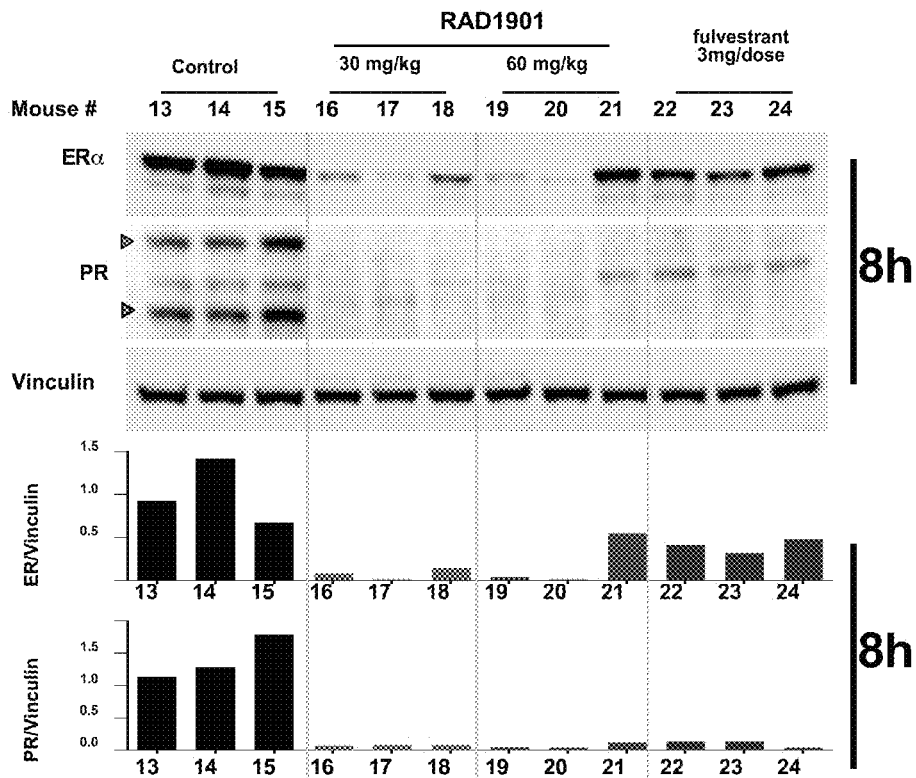 RAD1901
Control 30 mg/kg 60 mg/kg fulvestrant
3mg/dose
Mouse # 13 14 15 16 17 18 19 20 21 22 23 24
ERα
PR
8h
Vinculin
1.5
1.0
0.5
ER/Vinculin
13 14 15 16 17 18 19 20 21 22 23 24
8h
1.5
1.0
0.5
0.0
PR/Vinculin
13 14 15 16 17 18 19 20 21 22 23 24